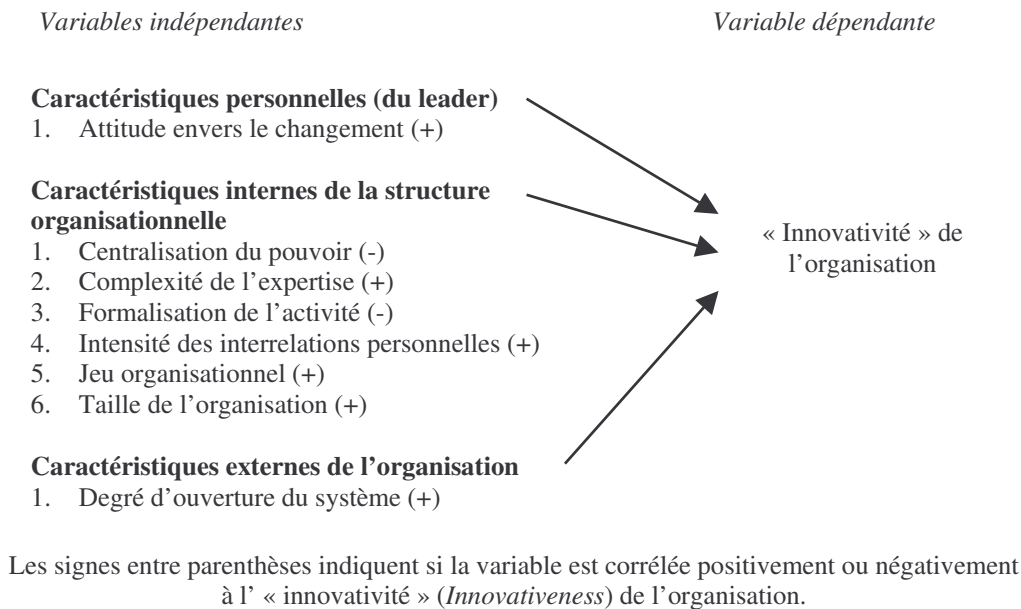 Variables indépendantes
Variable dépendante
Caractéristiques personnelles (du leader)
1. Attitude envers le changement (+)
Caractéristiques internes de la structure
organisationnelle
1. Centralisation du pouvoir (-)
2. Complexité de l’expertise (+)
3. Formalisation de l’activité (-)
4. Intensité des interrelations personnelles (+)
5. Jeu organisationnel (+)
6. Taille de l’organisation (+)
« Innovativité » de
l’organisation
Caractéristiques externes de l’organisation
1. Degré d’ouverture du système (+)
Les signes entre parenthèses indiquent si la variable est corrélée positivement ou négativement
à l’ « innovativité » (Innovativeness) de l’organisation.